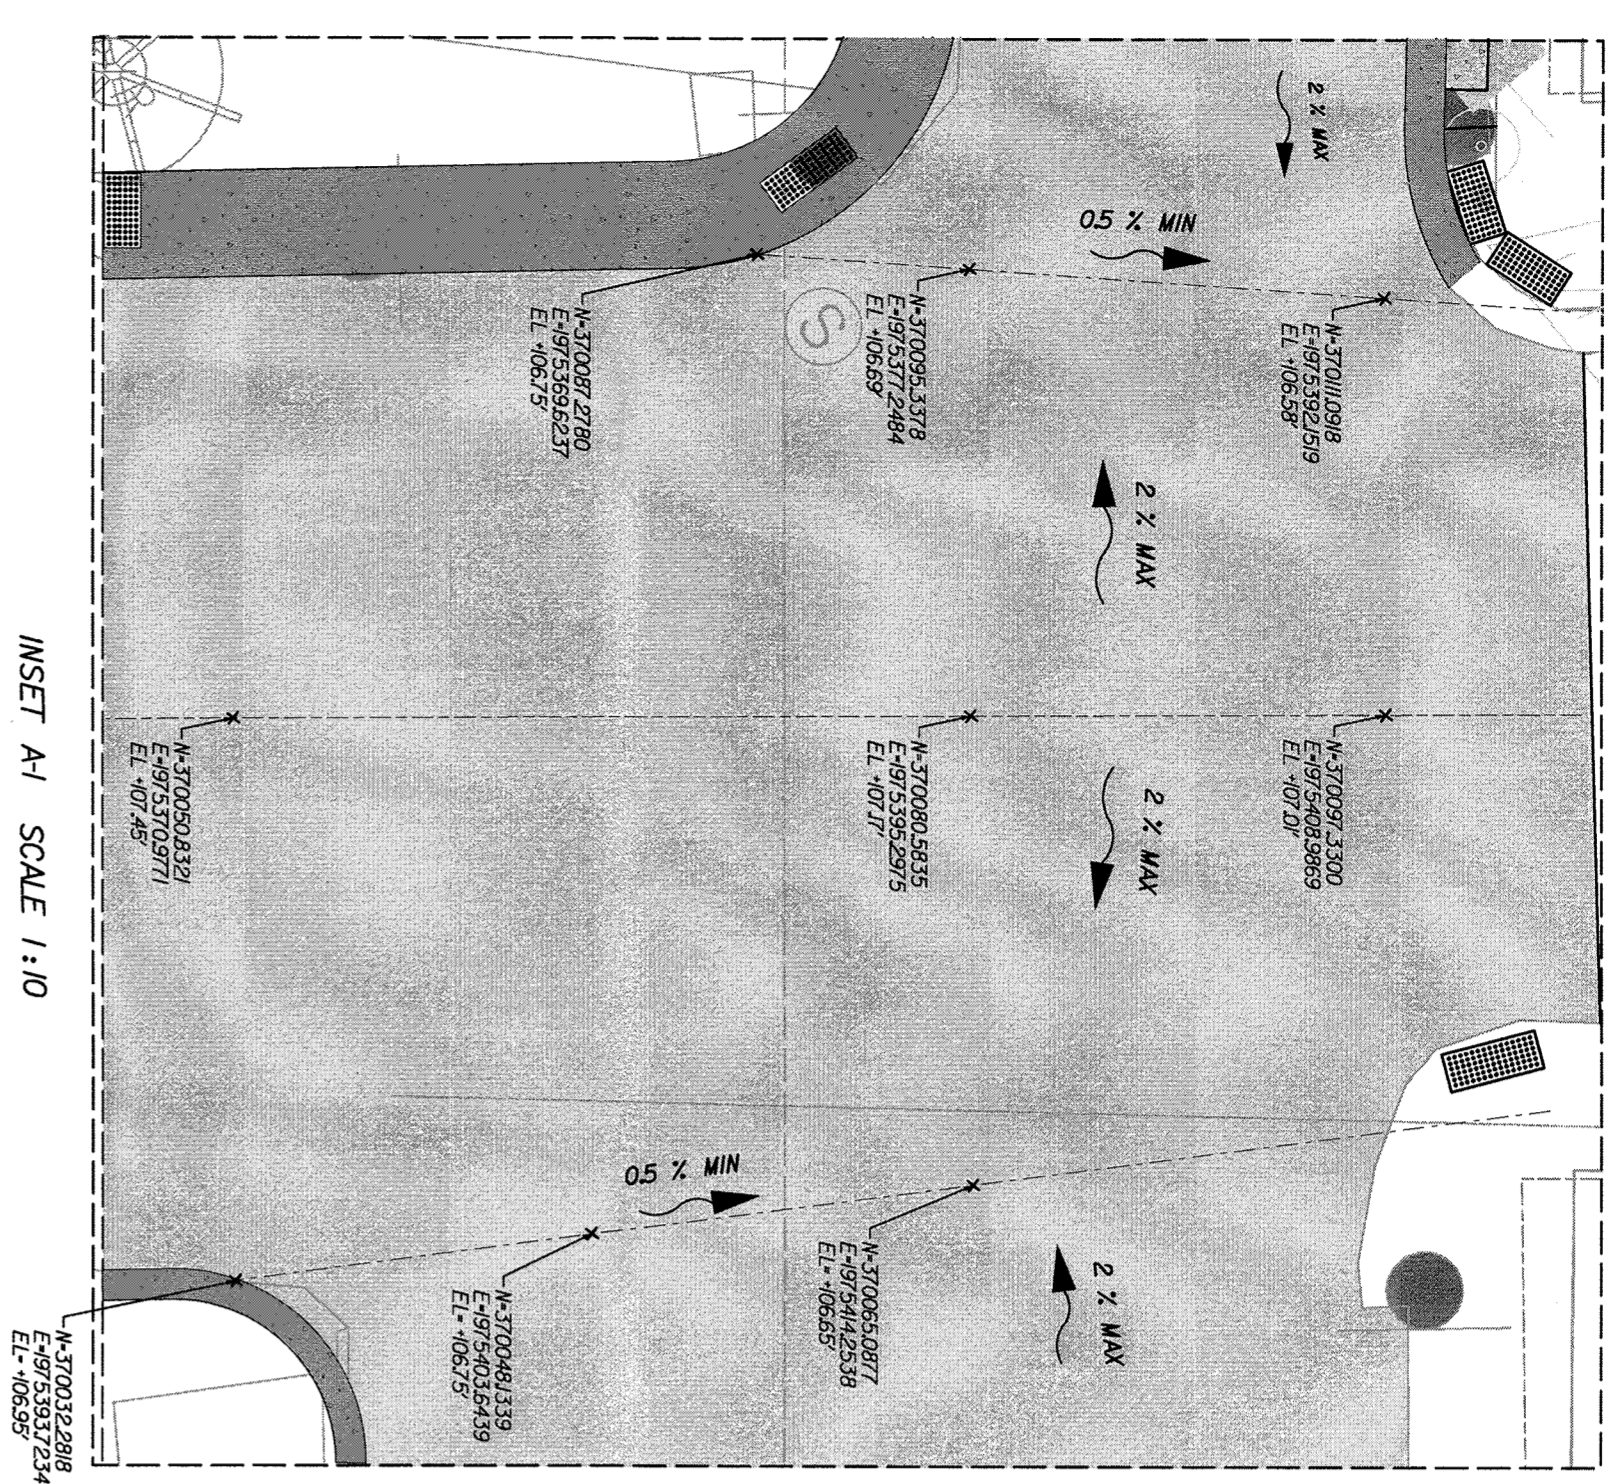 2 % MAX
0.5 % MIN
N=370087.2780
E=1975369.6237
EL +106.75'
S
N=370095.3378
E=1975377.2484
EL +106.69'
N=370111.0918
E=1975392.1519
EL +106.58'
2 % MAX
N=370050.8321
E=1975370.9771
EL +107.45'
N=370080.5835
E=1975395.2975
EL +107.17'
N=370097.3300
E=1975408.9869
EL +107.01'
2 % MAX
0.5 % MIN
N=370032.2818
E=1975393.7234
EL= +106.95'
N=370048.1339
E=1975403.6439
EL= +106.75'
N=370065.0877
E=1975414.2538
EL= +106.65'
2 % MAX
INSET A-1 SCALE 1:10